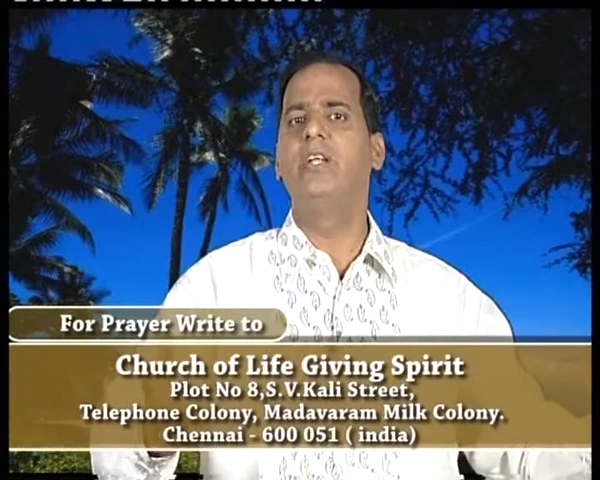 For Prayer Write to
Church of Life Giving Spirit
Plot No 8,S.V.Kali Street,
Telephone Colony, Madavaram Milk Colony.
Chennai - 600 051 ( india)